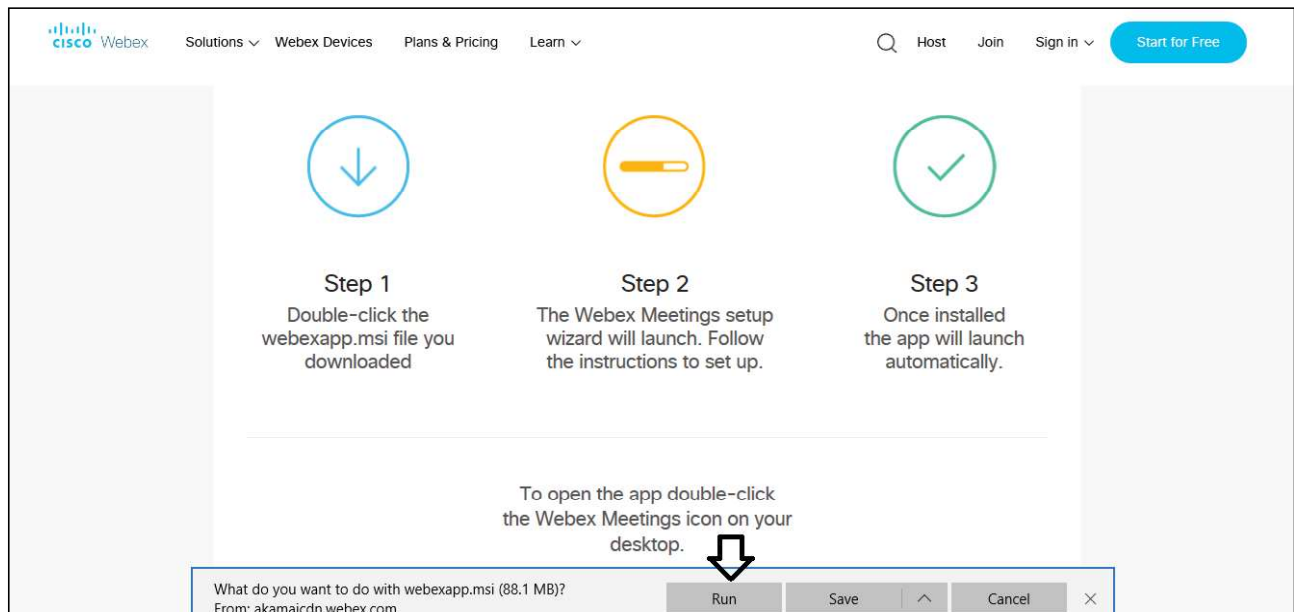 cisco Webex Solutions Webex Devices Plans & Pricing Learn Host Join Sign in Start for Free
Step 1
Double-click the
webexapp.msi file you
downloaded
Step 2
The Webex Meetings setup
wizard will launch. Follow
the instructions to set up.
Step 3
Once installed
the app will launch
automatically.
To open the app double-click
the Webex Meetings icon on your
desktop.
What do you want to do with webexapp.msi (88.1 MB)?
From: akamaicdn.webex.com
Run Save Cancel